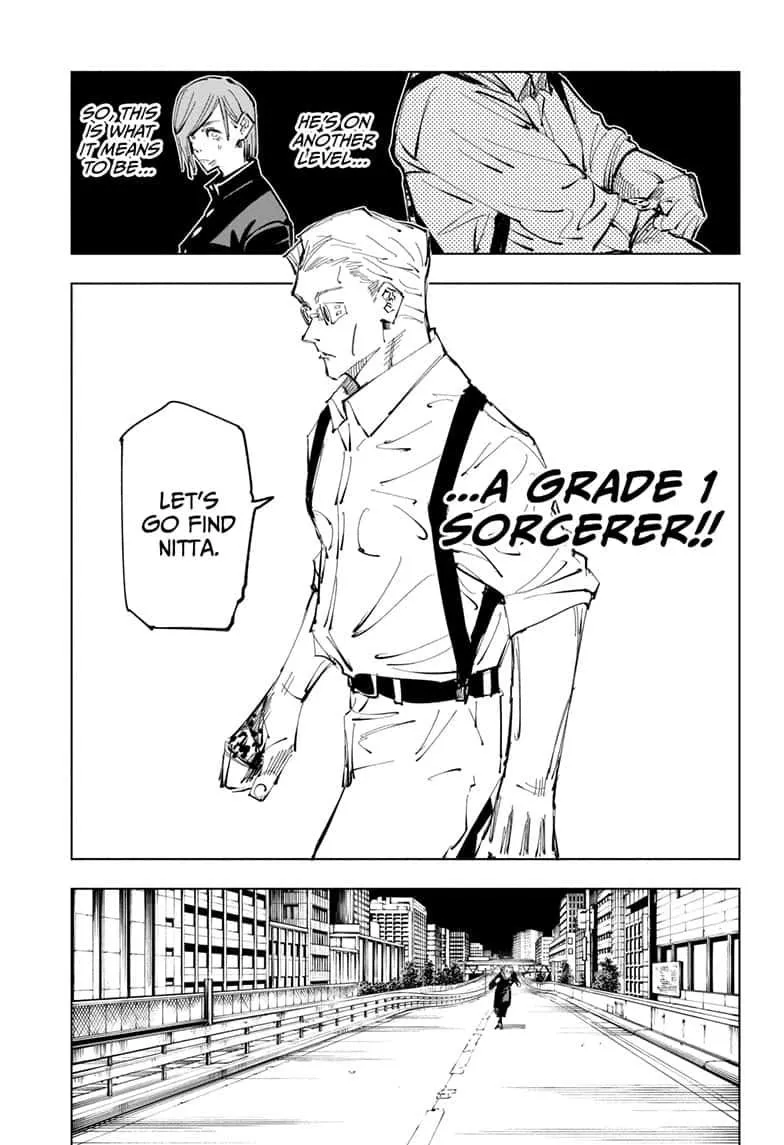 HE'S ON
ANOTHER
LEVEL...
SO, THIS
IS WHAT
IT MEANS
TO BE...
...A GRADE 1
SORCERER!!
LET'S
GO FIND
NITTA.